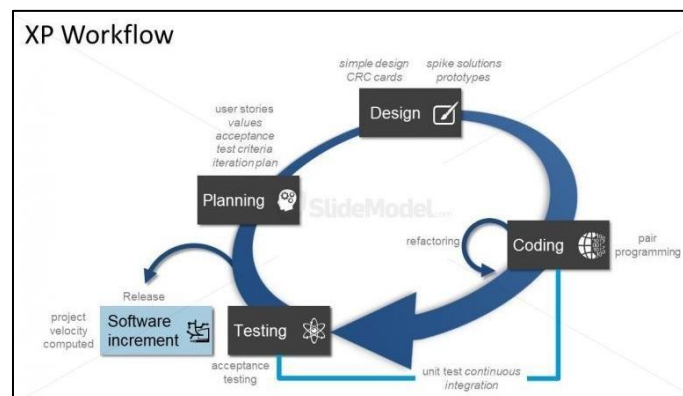 XP Workflow
simple design
CRC cards
spike solutions
prototypes
Design
user stories
values
acceptance
test criteria
iteration plan
Planning
SlideModel.com
refactoring
Coding
pair
programming
Release
project
velocity
computed
Software
increment
Testing
acceptance
testing
unit test continuous
integration